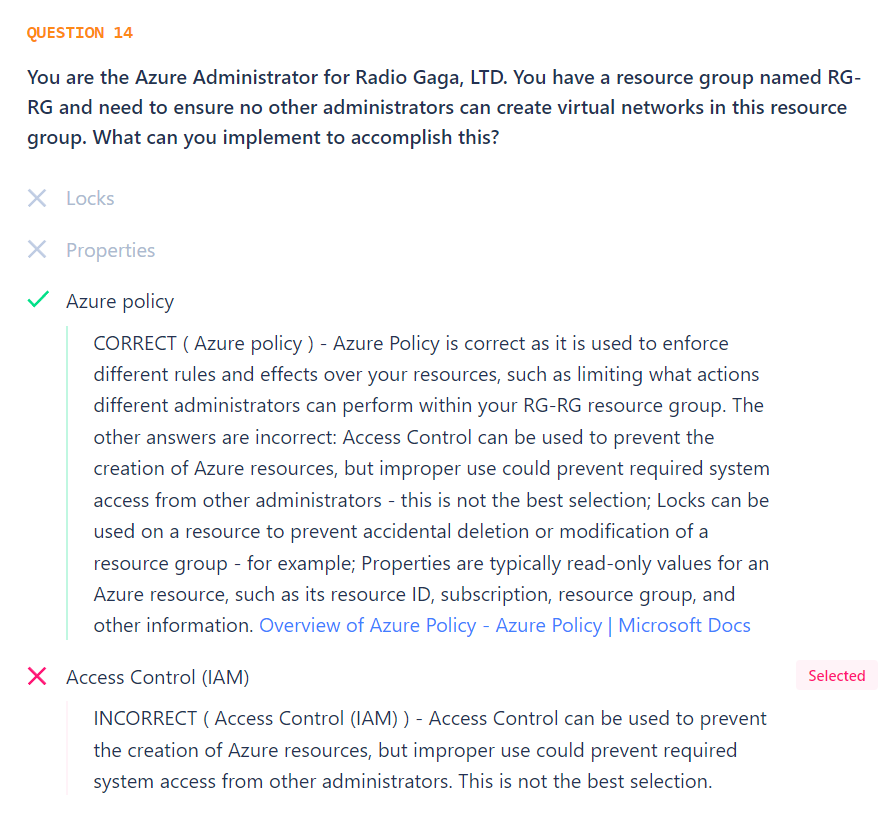 QUESTION 14
You are the Azure Administrator for Radio Gaga, LTD. You have a resource group named RG-
RG and need to ensure no other administrators can create virtual networks in this resource
group. What can you implement to accomplish this?
Locks
Properties
Azure policy
CORRECT ( Azure policy ) - Azure Policy is correct as it is used to enforce
different rules and effects over your resources, such as limiting what actions
different administrators can perform within your RG-RG resource group. The
other answers are incorrect: Access Control can be used to prevent the
creation of Azure resources, but improper use could prevent required system
access from other administrators - this is not the best selection; Locks can be
used on a resource to prevent accidental deletion or modification of a
resource group - for example; Properties are typically read-only values for an
Azure resource, such as its resource ID, subscription, resource group, and
other information. Overview of Azure Policy - Azure Policy | Microsoft Docs
Access Control (IAM)
Selected
INCORRECT ( Access Control (IAM) ) - Access Control can be used to prevent
the creation of Azure resources, but improper use could prevent required
system access from other administrators. This is not the best selection.